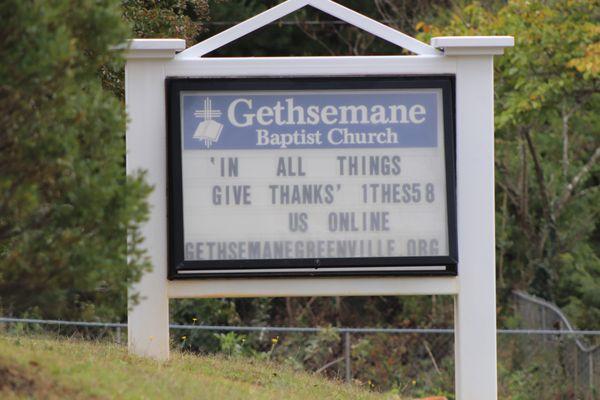 Gethsemane
Baptist Church
'IN ALL THINGS
GIVE THANKS' 1THES58
US ONLINE
GETHSEMANEGREENVILLE.ORG